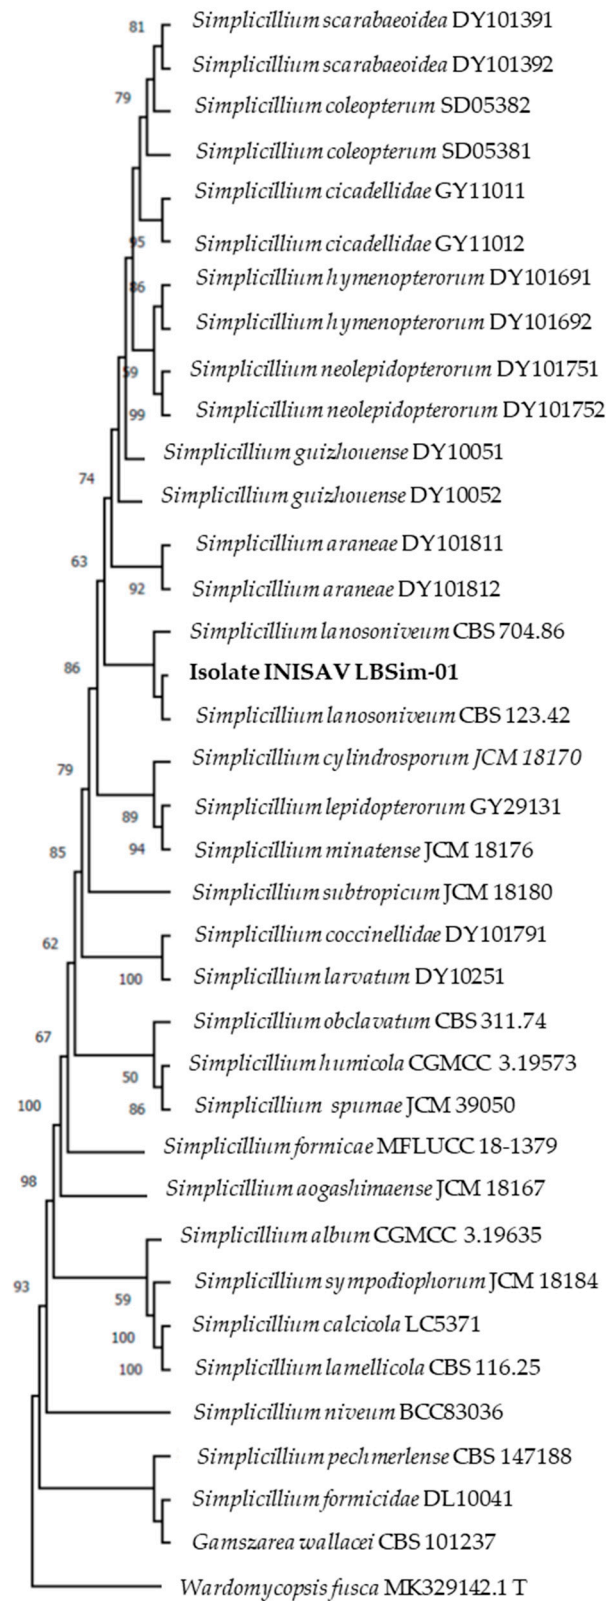 81
Simplicillium scarabaeoidea DY101391
Simplicillium scarabaeoidea DY101392
79
Simplicillium coleopterum SD05382
Simplicillium coleopterum SD05381
Simplicillium cicadellidae GY11011
95
Simplicillium cicadellidae GY11012
86
Simplicillium hymenopterorum DY101691
Simplicillium hymenopterorum DY101692
59
Simplicillium neolepidopterorum DY101751
99
Simplicillium neolepidopterorum DY101752
Simplicillium guizhouense DY10051
74
Simplicillium guizhouense DY10052
Simplicillium araneae DY101811
63
92
Simplicillium araneae DY101812
Simplicillium lanosoniveum CBS 704.86
86
Isolate INISAV LBSim-01
Simplicillium lanosoniveum CBS 123.42
79
Simplicillium cylindrosporum JCM 18170
89
Simplicillium lepidopterorum GY29131
85
94
Simplicillium minatense JCM 18176
Simplicillium subtropicum JCM 18180
62
Simplicillium coccinellidae DY101791
100
Simplicillium larvatum DY10251
67
Simplicillium obclavatum CBS 311.74
50
Simplicillium humicola CGMCC 3.19573
100
86
Simplicillium spumae JCM 39050
Simplicillium formicae MFLUCC 18-1379
98
Simplicillium aogashimaense JCM 18167
Simplicillium album CGMCC 3.19635
93
59
Simplicillium sympodiophorum JCM 18184
100
Simplicillium calcicola LC5371
100
Simplicillium lamellicola CBS 116.25
Simplicillium niveum BCC83036
Simplicillium pechmerlense CBS 147188
Simplicillium formicidae DL10041
Gamszarea wallacei CBS 101237
Wardomycopsis fusca MK329142.1 T